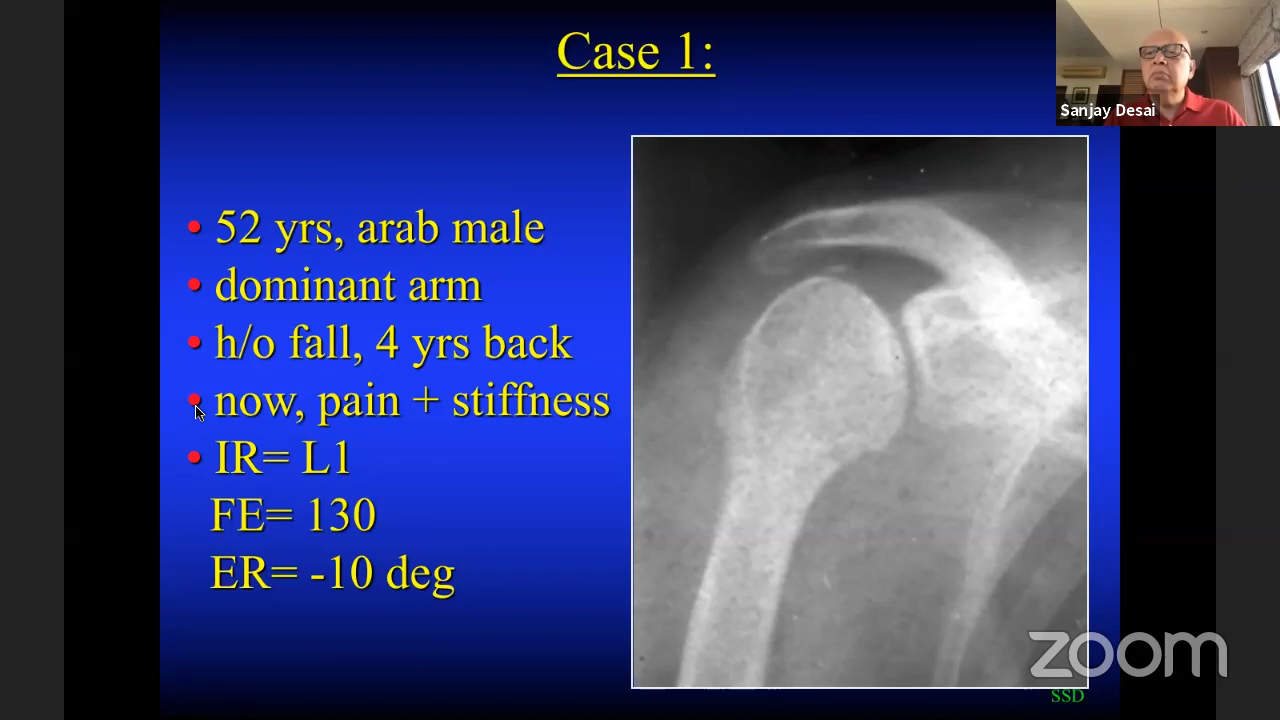 Case 1:
Sanjay Desai
• 52 yrs, arab male
• dominant arm
• h/o fall, 4 yrs back
• now, pain + stiffness
• IR= L1
FE= 130
ER= -10 deg
zoom
SSD